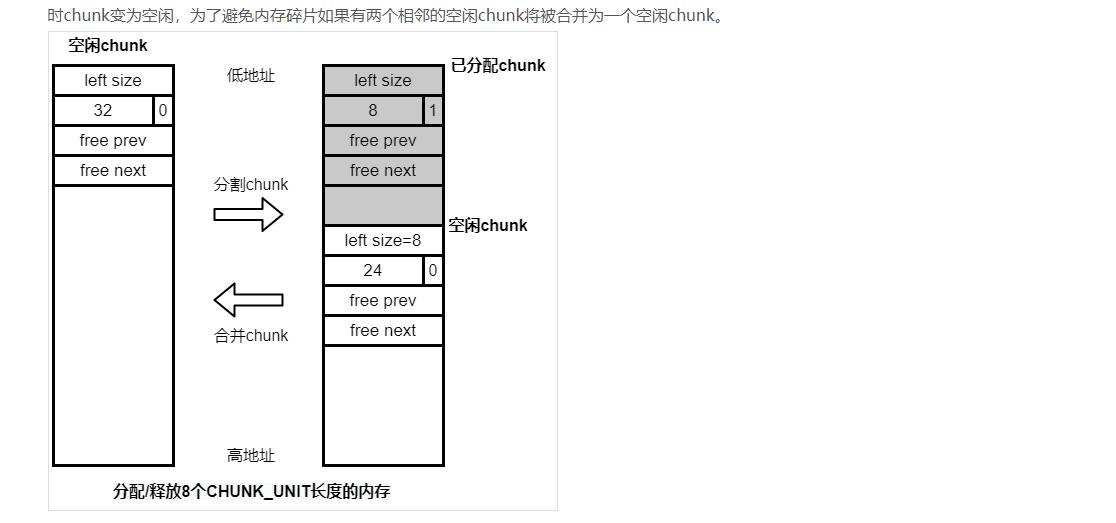 时chunk变为空闲，为了避免内存碎片如果有两个相邻的空闲chunk将被合并为一个空闲chunk。
空闲chunk
left size
32
0
free prev
free next
低地址
分割chunk
合并chunk
高地址
已分配chunk
left size
8
1
free prev
free next
空闲chunk
left size=8
24
0
free prev
free next
分配/释放8个CHUNK_UNIT长度的内存